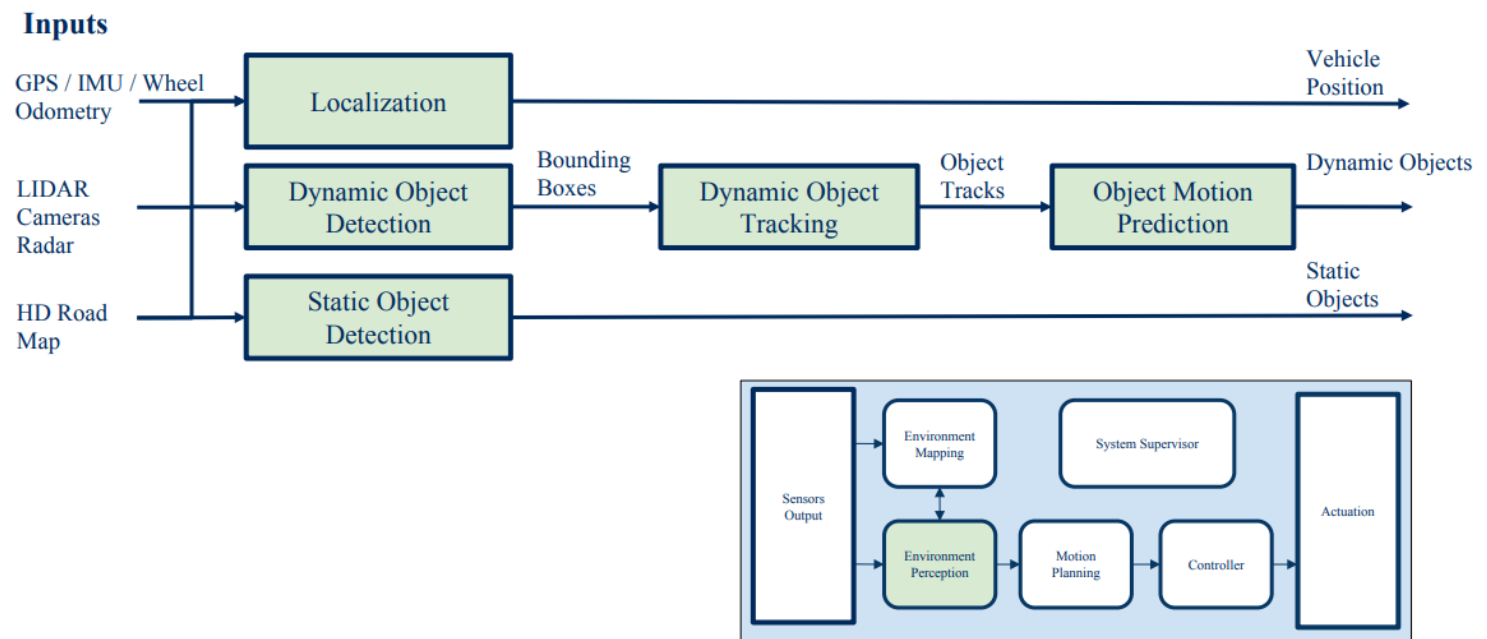 Inputs
GPS / IMU / Wheel
Odometry
Localization
Vehicle
Position
LIDAR
Cameras
Radar
Dynamic Object
Detection
Bounding
Boxes
Dynamic Object
Tracking
Object
Tracks
Object Motion
Prediction
Dynamic Objects
HD Road
Map
Static Object
Detection
Static
Objects
Sensors
Output
Environment
Mapping
System Supervisor
Environment
Perception
Motion
Planning
Controller
Actuation